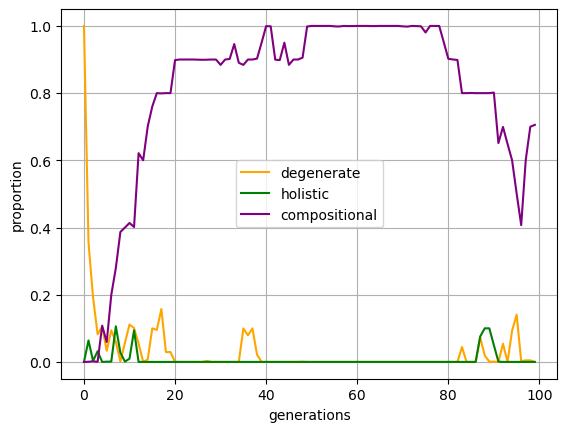 1.0
0.8
0.6
0.4
0.2
0.0
proportion
degenerate
holistic
compositional
0 20 40 60 80 100
generations